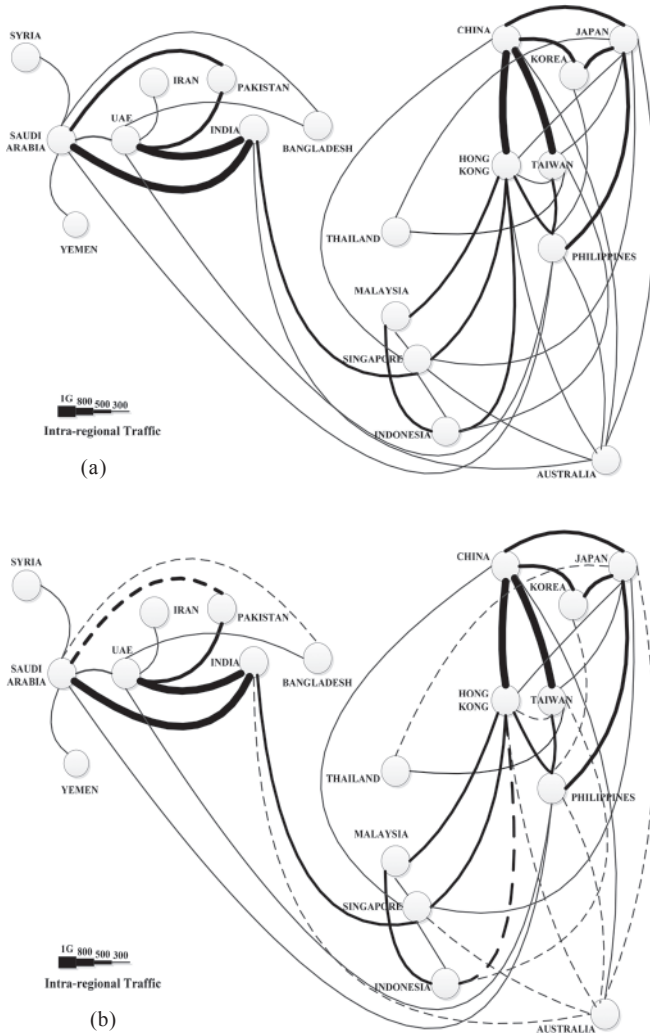 SYRIA
IRAN
PAKISTAN
SAUDI
ARABIA
UAE
INDIA
BANGLADESH
YEMEN
CHINA
JAPAN
KOREA
HONG
KONG
TAIWAN
THAILAND
PHILIPPINES
MALAYSIA
SINGAPORE
INDONESIA
AUSTRALIA
1G 800 500 300
Intra-regional Traffic
(a)
SYRIA
IRAN
PAKISTAN
SAUDI
ARABIA
UAE
INDIA
BANGLADESH
YEMEN
CHINA
JAPAN
KOREA
HONG
KONG
TAIWAN
THAILAND
PHILIPPINES
MALAYSIA
SINGAPORE
INDONESIA
AUSTRALIA
1G 800 500 300
Intra-regional Traffic
(b)